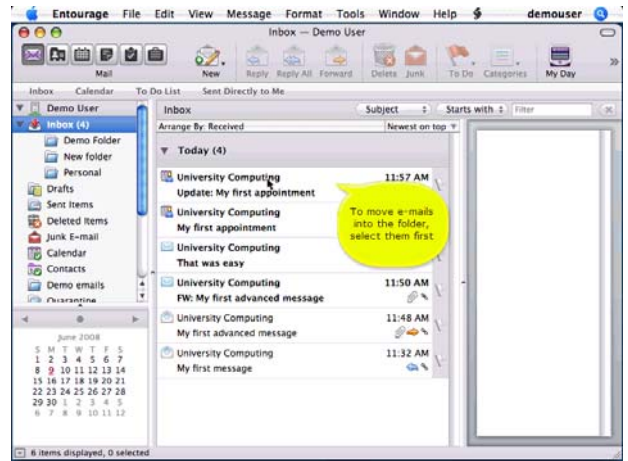 Entourage File Edit View Message Format Tools Window Help demouser
Inbox — Demo User
Mail New Reply Reply All Forward Delete Junk To Do Categories My Day
Inbox Calendar To Do List Sent Directly to Me
Demo User
Inbox (4)
Demo Folder
New folder
Personal
Drafts
Sent Items
Deleted Items
Junk E-mail
Calendar
Contacts
Demo emails
Quarantine
Inbox Subject Starts with Filter
Arrange By: Received Newest on top
Today (4)
University Computing 11:57 AM
Update: My first appointment
University Computing
My first appointment
University Computing
That was easy
University Computing 11:50 AM
FW: My first advanced message
University Computing 11:48 AM
My first advanced message
University Computing 11:32 AM
My first message
To move e-mails
into the folder,
select them first
June 2008
S M T W T F S
1 2 3 4 5 6 7
8 9 10 11 12 13 14
15 16 17 18 19 20 21
22 23 24 25 26 27 28
29 30 1 2 3 4 5
6 7 8 9 10 11 12
6 items displayed, 0 selected